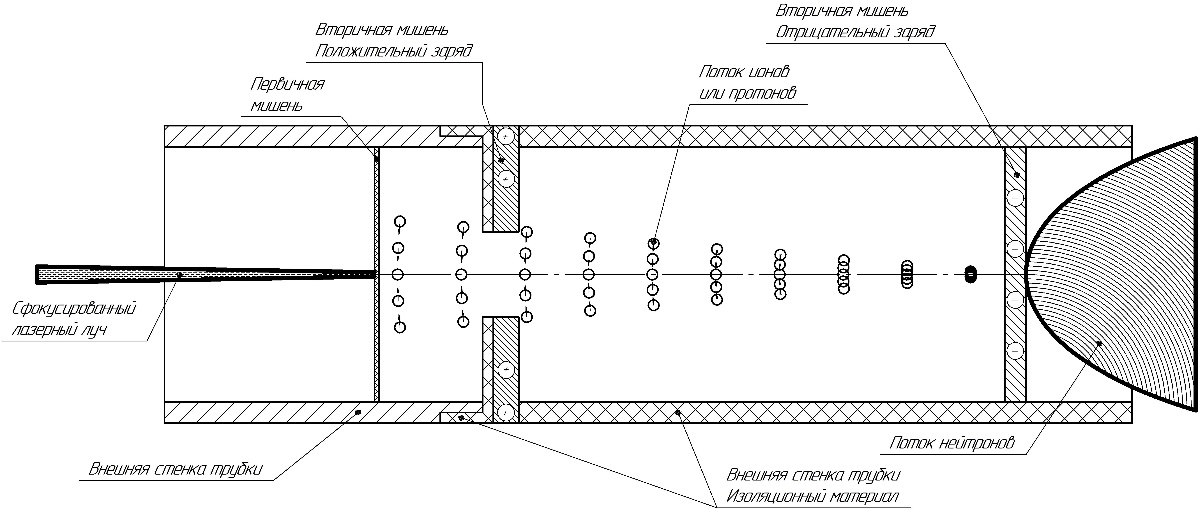 Вторичная мишень
Положительный заряд
Вторичная мишень
Отрицательный заряд
Первичная
мишень
Поток ионов
или протонов
Сфокусированный
лазерный луч
Внешняя стенка трубки
Внешняя стенка трубки
Изоляционный материал
Поток нейтронов